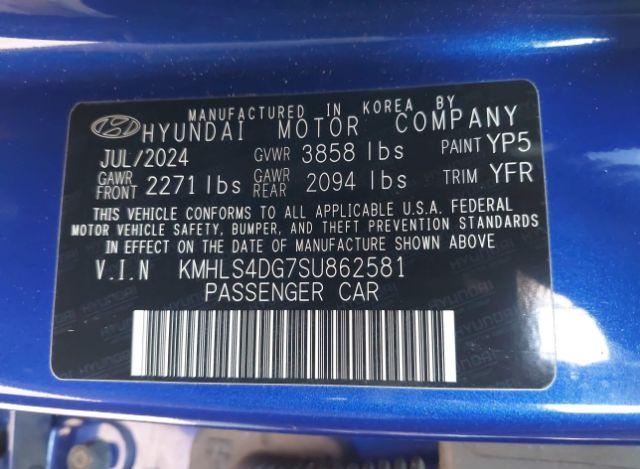 MANUFACTURED IN KOREA BY
HYUNDAI MOTOR COMPANY
JUL/2024 GVWR 3858 lbs PAINT YP5
GAWR FRONT 2271 lbs GAWR REAR 2094 lbs TRIM YFR
THIS VEHICLE CONFORMS TO ALL APPLICABLE U.S.A. FEDERAL
MOTOR VEHICLE SAFETY, BUMPER, AND THEFT PREVENTION STANDARDS
IN EFFECT ON THE DATE OF MANUFACTURE SHOWN ABOVE
V.I.N KMHLS4DG7SU862581
PASSENGER CAR